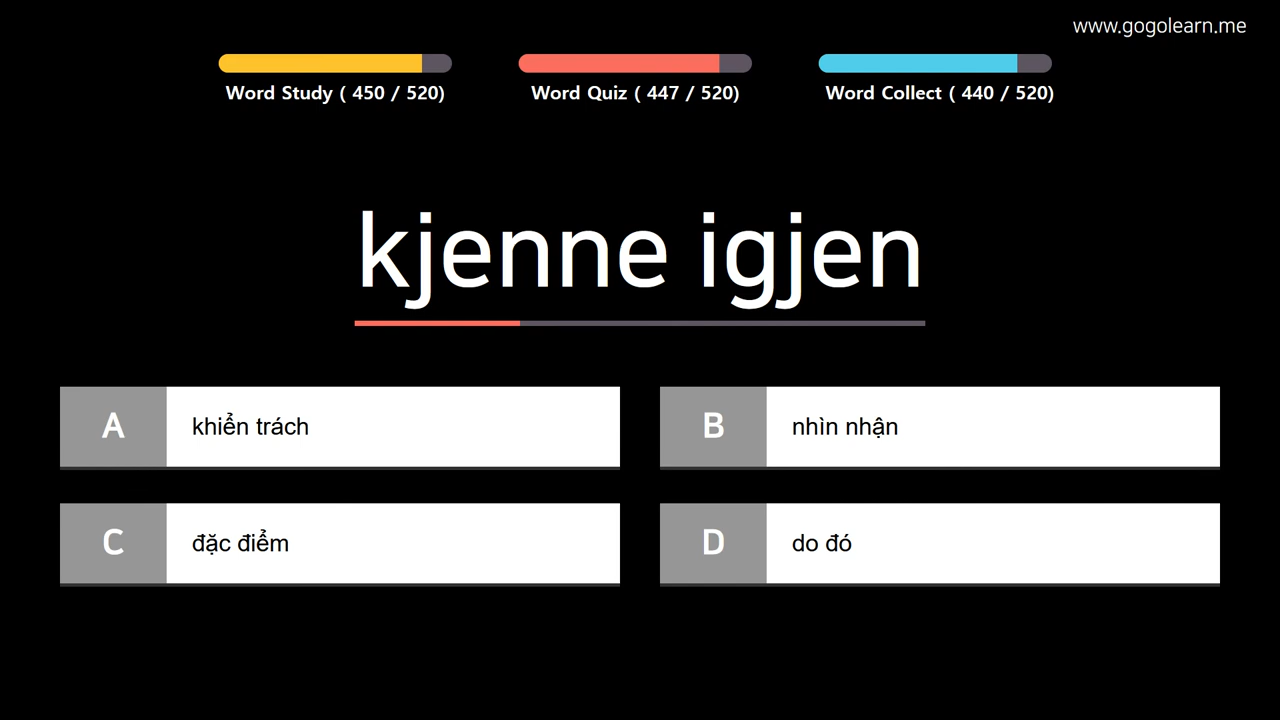 www.gogolearn.me
Word Study ( 450 / 520)
Word Quiz ( 447 / 520)
Word Collect ( 440 / 520)
kjenne igjen
A khiển trách
B nhìn nhận
C đặc điểm
D do đó